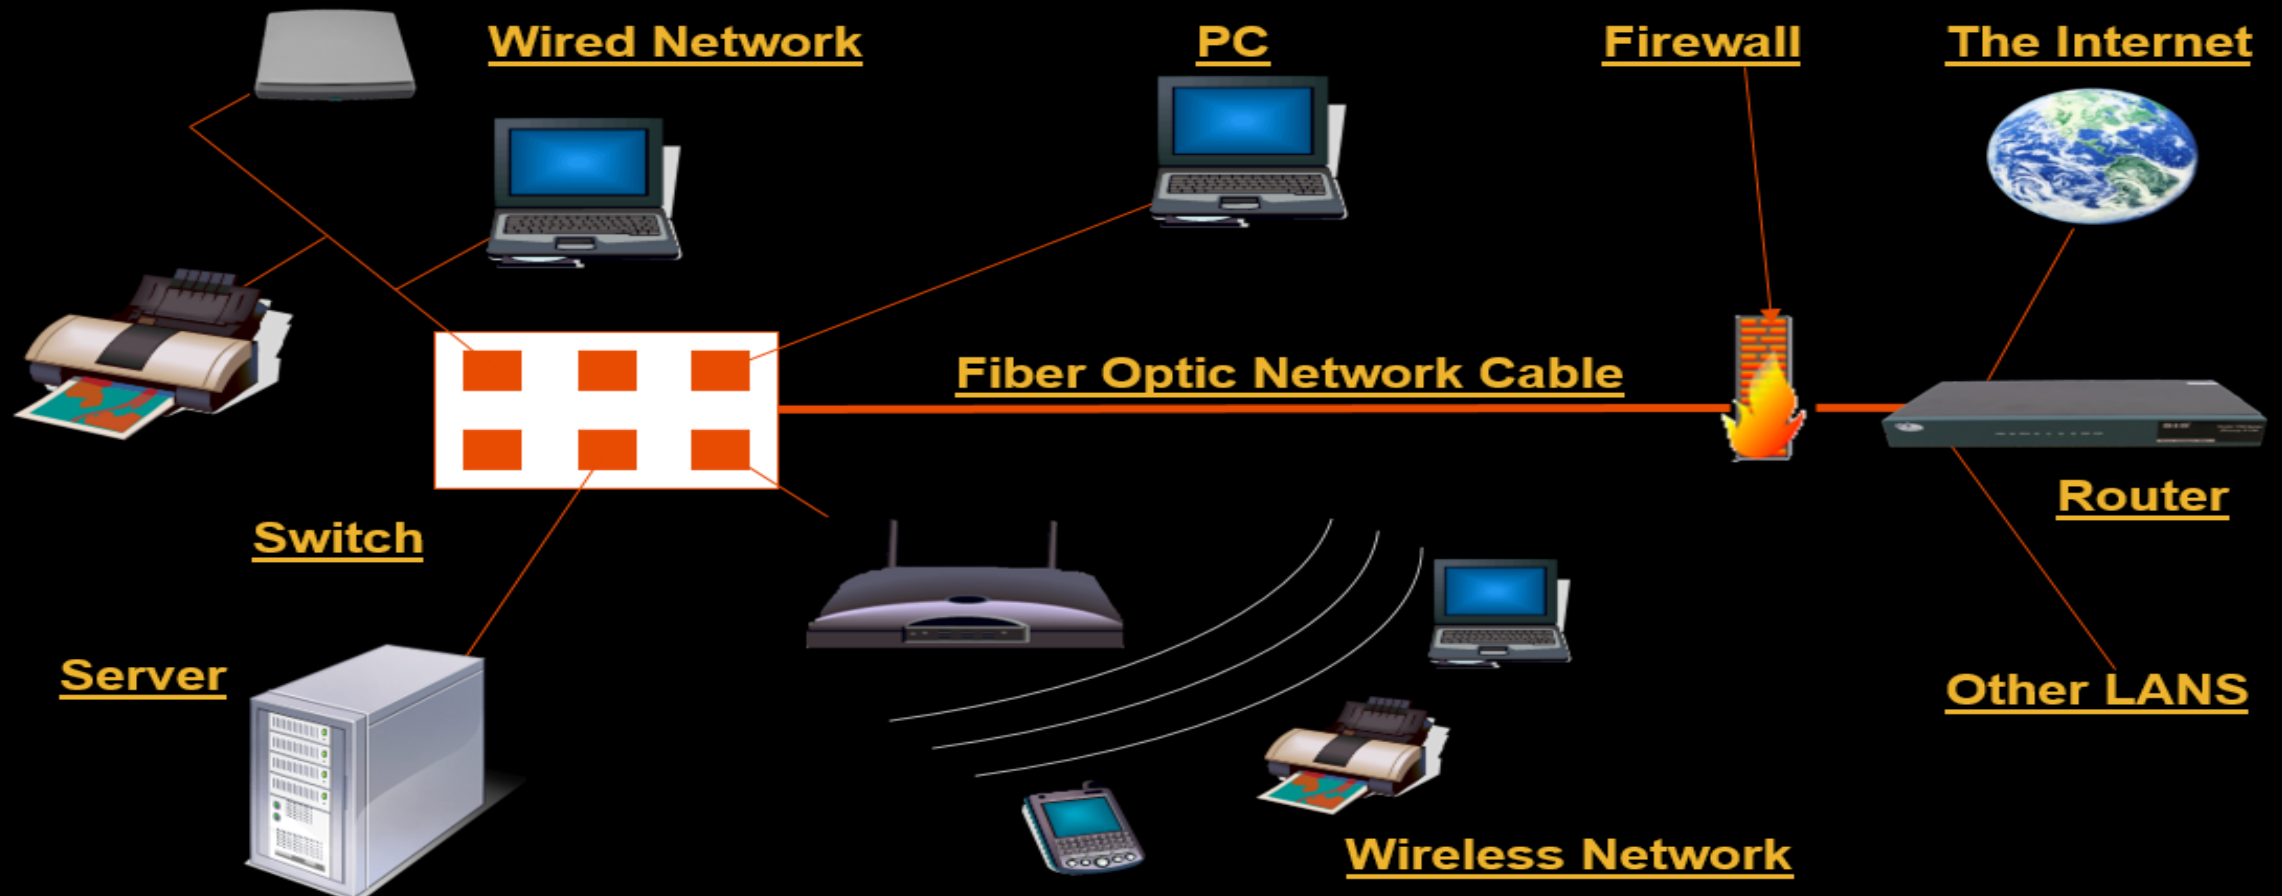 Wired Network
PC
Firewall
The Internet
Fiber Optic Network Cable
Router
Switch
Server
Other LANS
Wireless Network